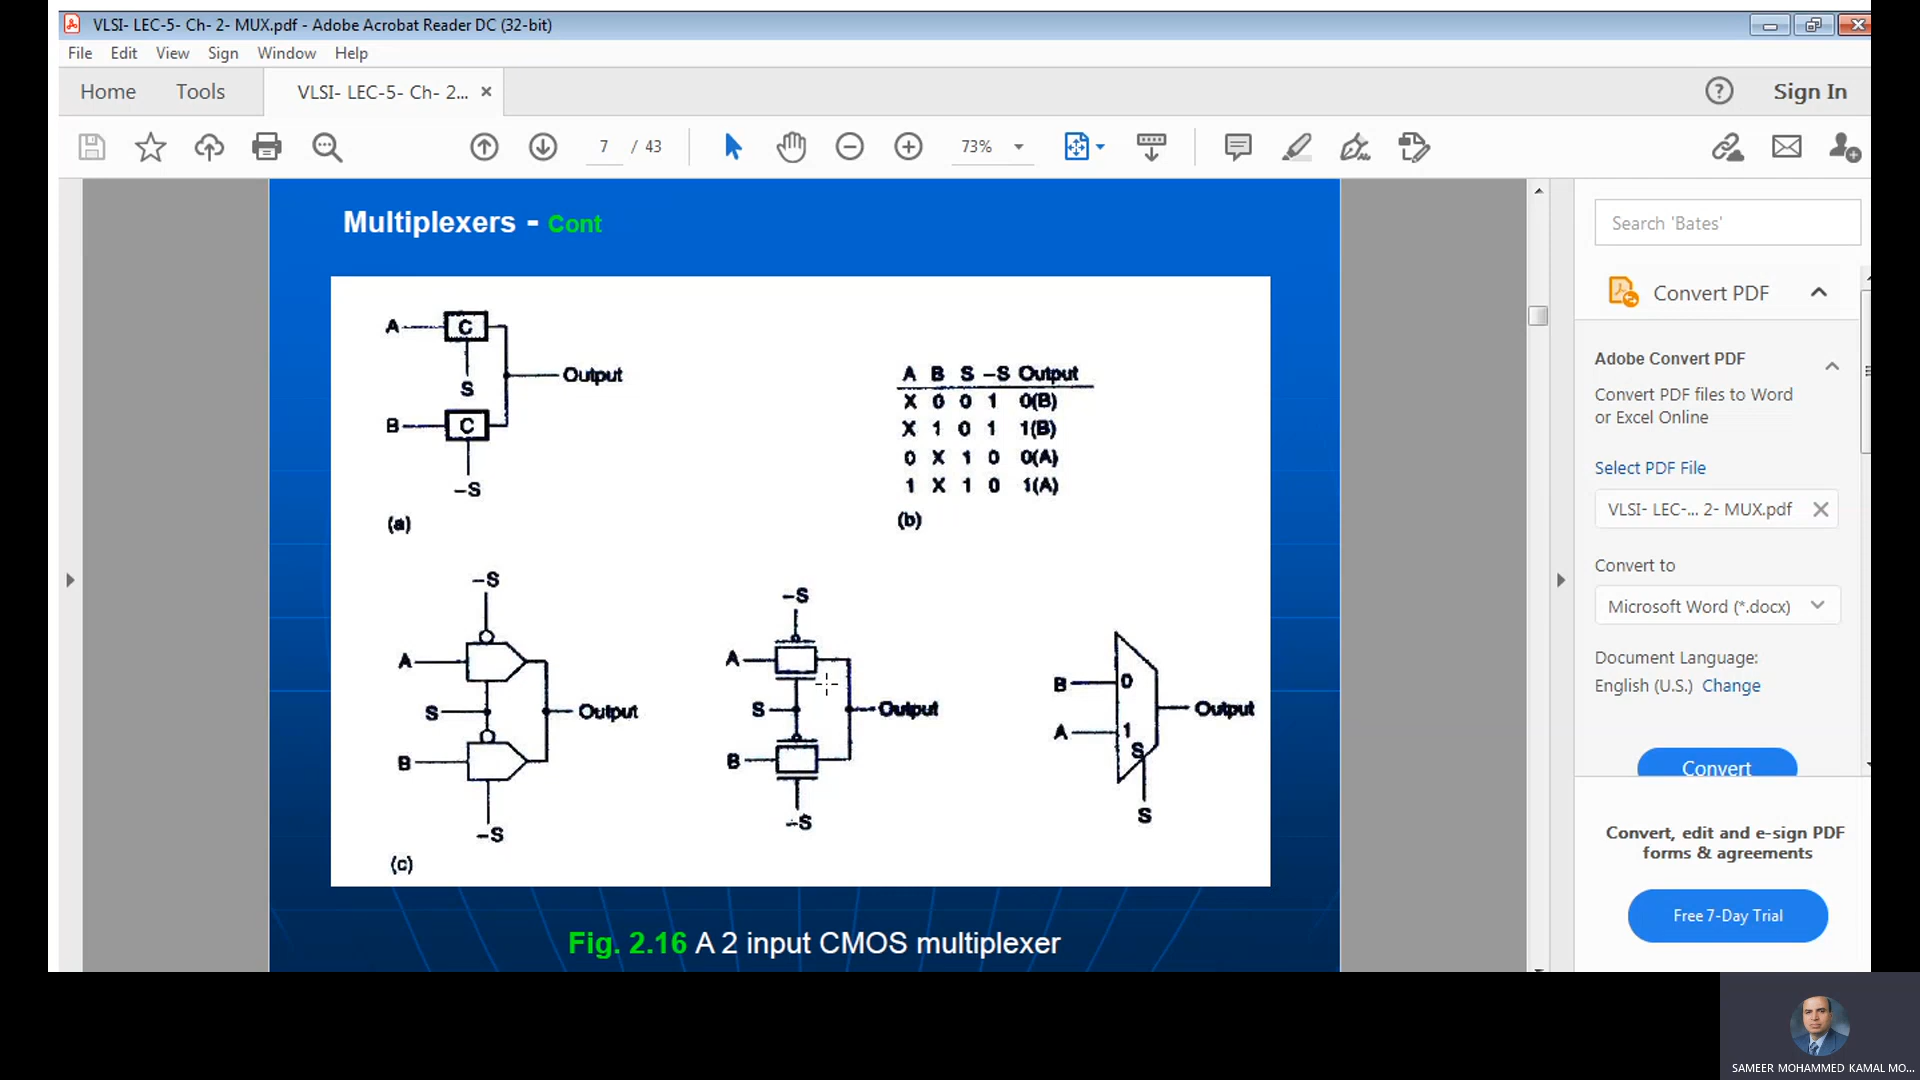 VLSI- LEC-5- Ch- 2- MUX.pdf - Adobe Acrobat Reader DC (32-bit)
File Edit View Sign Window Help
Home Tools VLSI- LEC-5- Ch- 2... ×
Sign In
7 / 43 73%
Multiplexers - Cont
A C
S
Output
B C
–S
(a)
A B S –S Output
X 0 0 1 0(B)
X 1 0 1 1(B)
0 X 1 0 0(A)
1 X 1 0 1(A)
(b)
–S
A
S Output
B
–S
(c)
–S
A
S Output
B
–S
B 0
Output
A 1
S
S
Fig. 2.16 A 2 input CMOS multiplexer
Search 'Bates'
Convert PDF
Adobe Convert PDF
Convert PDF files to Word
or Excel Online
Select PDF File
VLSI- LEC-... 2- MUX.pdf
Convert to
Microsoft Word (*.docx)
Document Language:
English (U.S.) Change
Convert
Convert, edit and e-sign PDF
forms & agreements
Free 7-Day Trial
SAMEER MOHAMMED KAMAL MO...